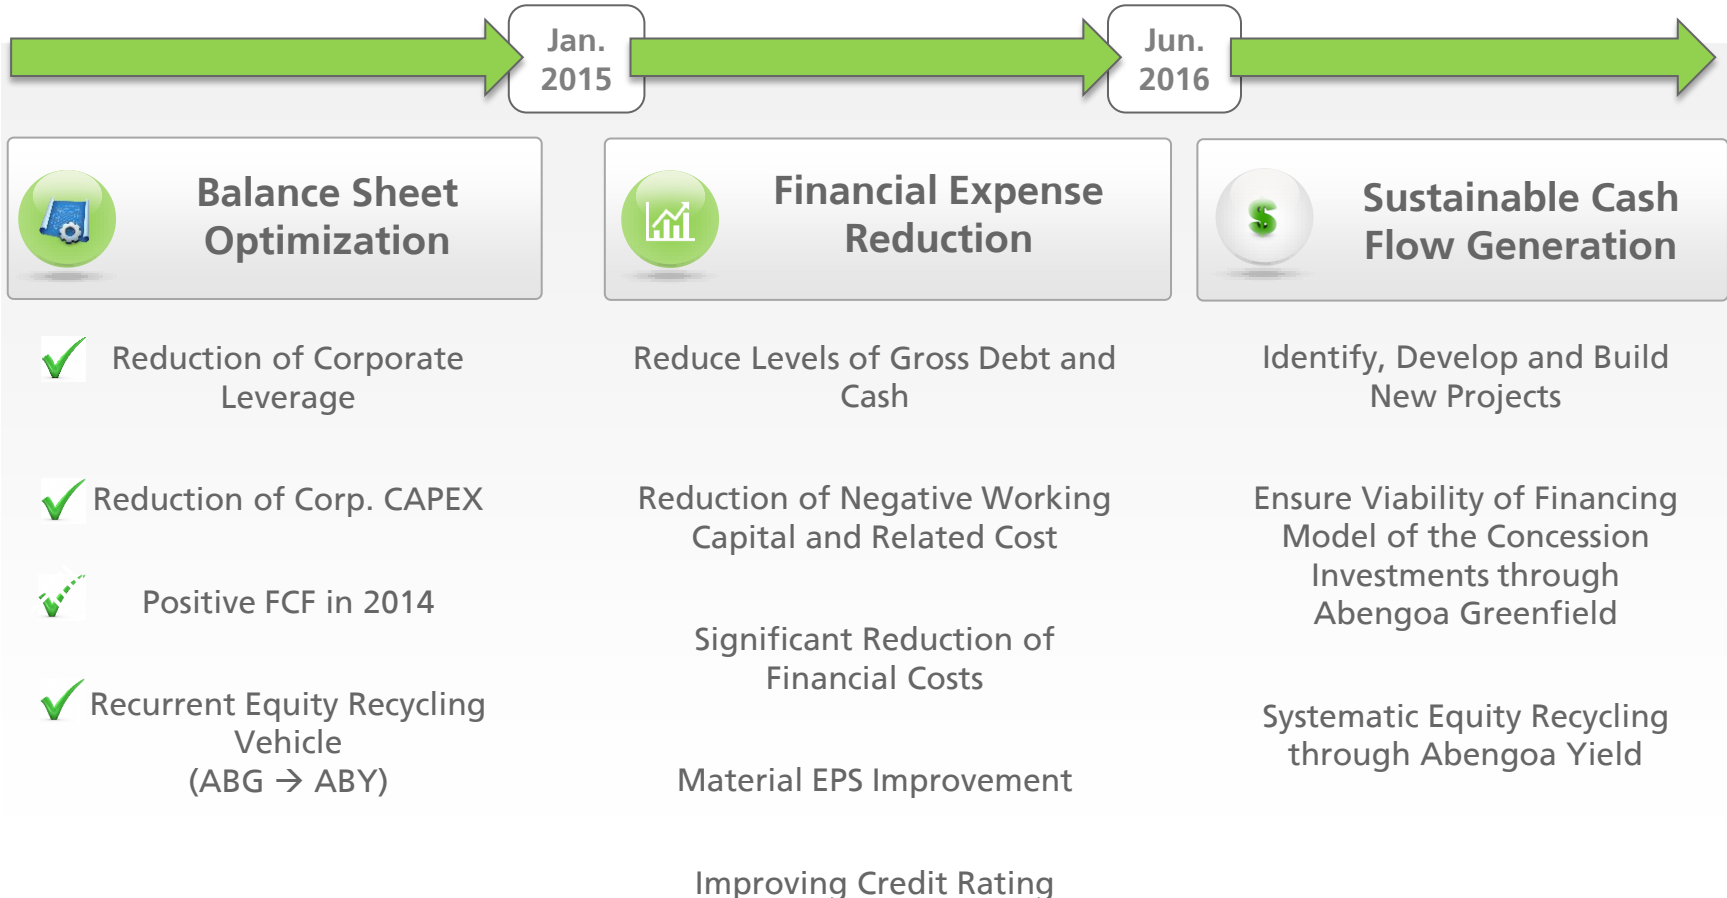 Jan.
2015
Jun.
2016
Balance Sheet
Optimization
Financial Expense
Reduction
Sustainable Cash
Flow Generation
Reduction of Corporate
Leverage
Reduction of Corp. CAPEX
Positive FCF in 2014
Recurrent Equity Recycling
Vehicle
(ABG → ABY)
Reduce Levels of Gross Debt and
Cash
Reduction of Negative Working
Capital and Related Cost
Significant Reduction of
Financial Costs
Material EPS Improvement
Improving Credit Rating
Identify, Develop and Build
New Projects
Ensure Viability of Financing
Model of the Concession
Investments through
Abengoa Greenfield
Systematic Equity Recycling
through Abengoa Yield